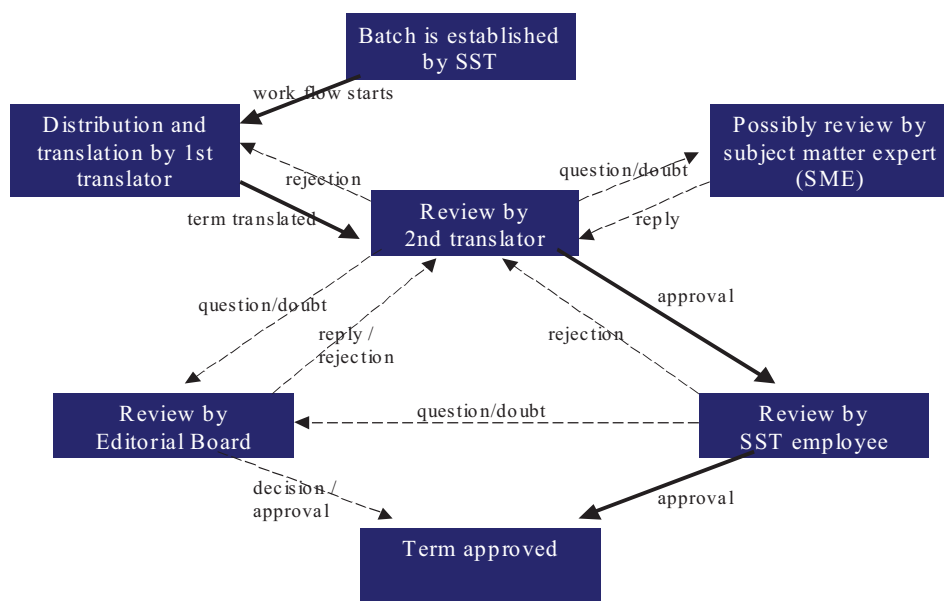 Batch is established
by SST
work flow starts
Distribution and
translation by 1st
translator
Possibly review by
subject matter expert
(SME)
question/doubt
rejection
term translated
Review by
2nd translator
reply
question/doubt
approval
reply /
rejection
rejection
Review by
Editorial Board
question/doubt
Review by
SST employee
decision /
approval
approval
Term approved